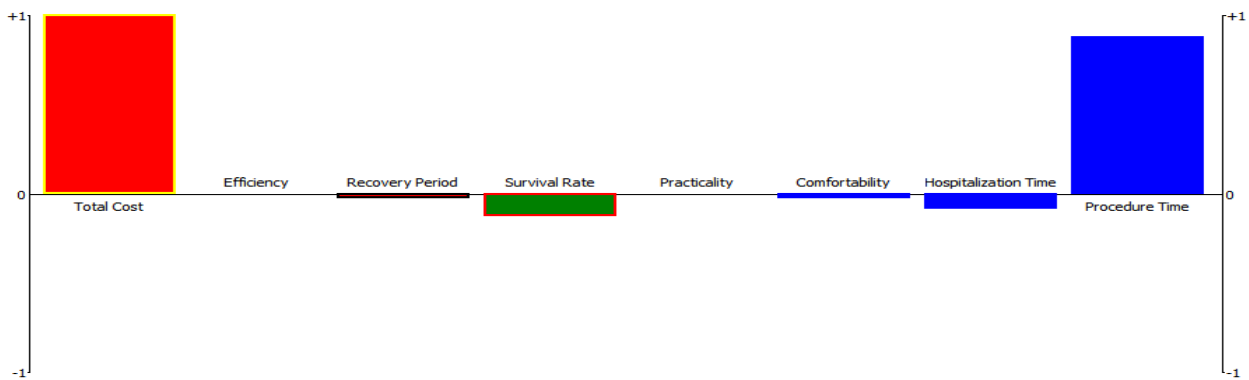 +1
+1
Efficiency
Recovery Period
Survival Rate
Practicality
Comfortability
Hospitalization Time
0
0
Total Cost
Procedure Time
-1
-1